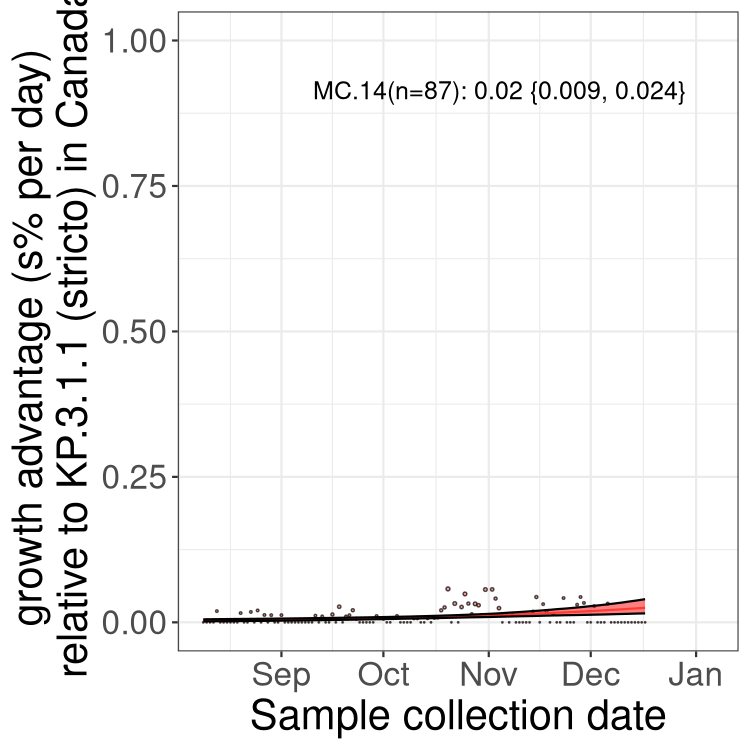 growth advantage (s% per day)
relative to KP.3.1.1 (stricto) in Canada
1.00
0.75
0.50
0.25
0.00
MC.14(n=87): 0.02 {0.009, 0.024}
Sep Oct Nov Dec Jan
Sample collection date